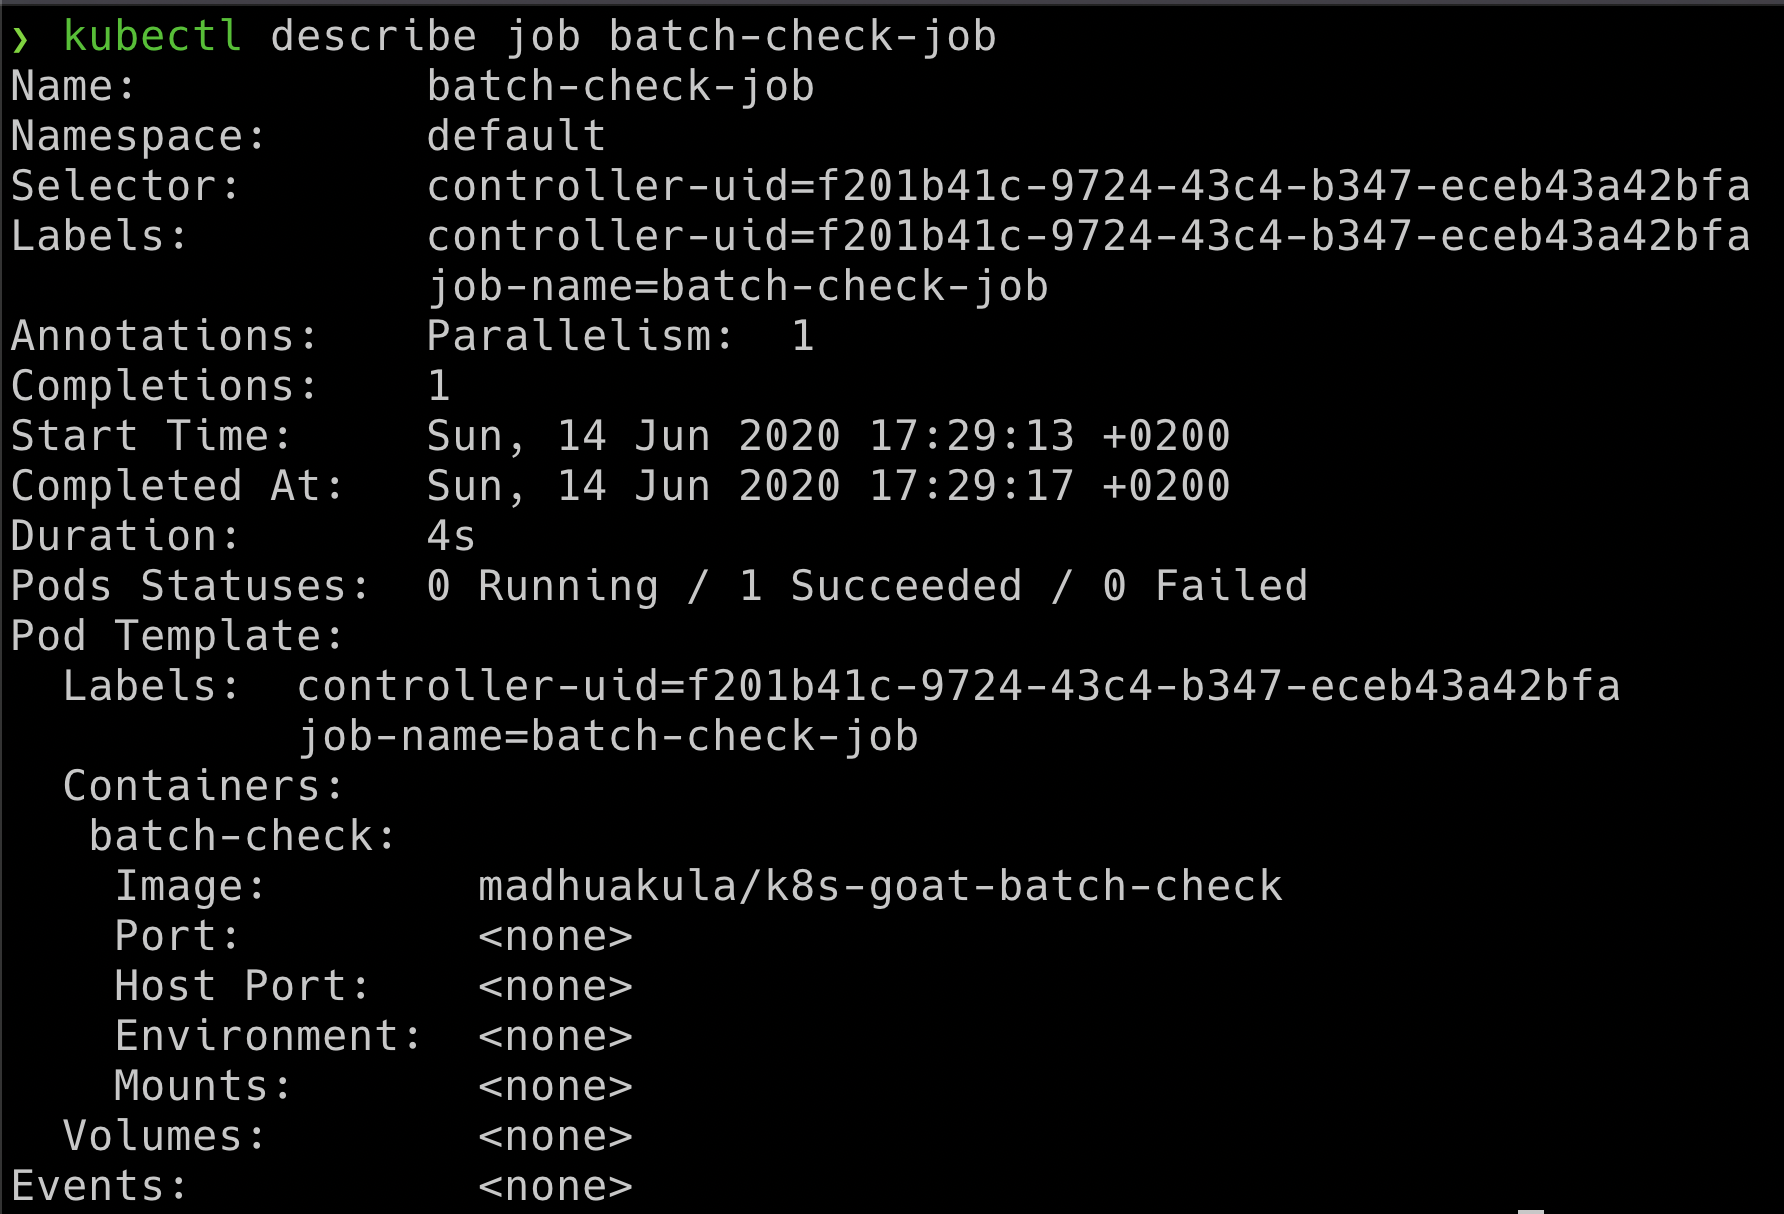 ❯ kubectl describe job batch-check-job
Name:           batch-check-job
Namespace:      default
Selector:       controller-uid=f201b41c-9724-43c4-b347-eceb43a42bfa
Labels:         controller-uid=f201b41c-9724-43c4-b347-eceb43a42bfa
                job-name=batch-check-job
Annotations:    Parallelism:  1
Completions:    1
Start Time:     Sun, 14 Jun 2020 17:29:13 +0200
Completed At:   Sun, 14 Jun 2020 17:29:17 +0200
Duration:       4s
Pods Statuses:  0 Running / 1 Succeeded / 0 Failed
Pod Template:
  Labels:  controller-uid=f201b41c-9724-43c4-b347-eceb43a42bfa
           job-name=batch-check-job
  Containers:
   batch-check:
    Image:        madhuakula/k8s-goat-batch-check
    Port:         <none>
    Host Port:    <none>
    Environment:  <none>
    Mounts:       <none>
  Volumes:        <none>
Events:           <none>